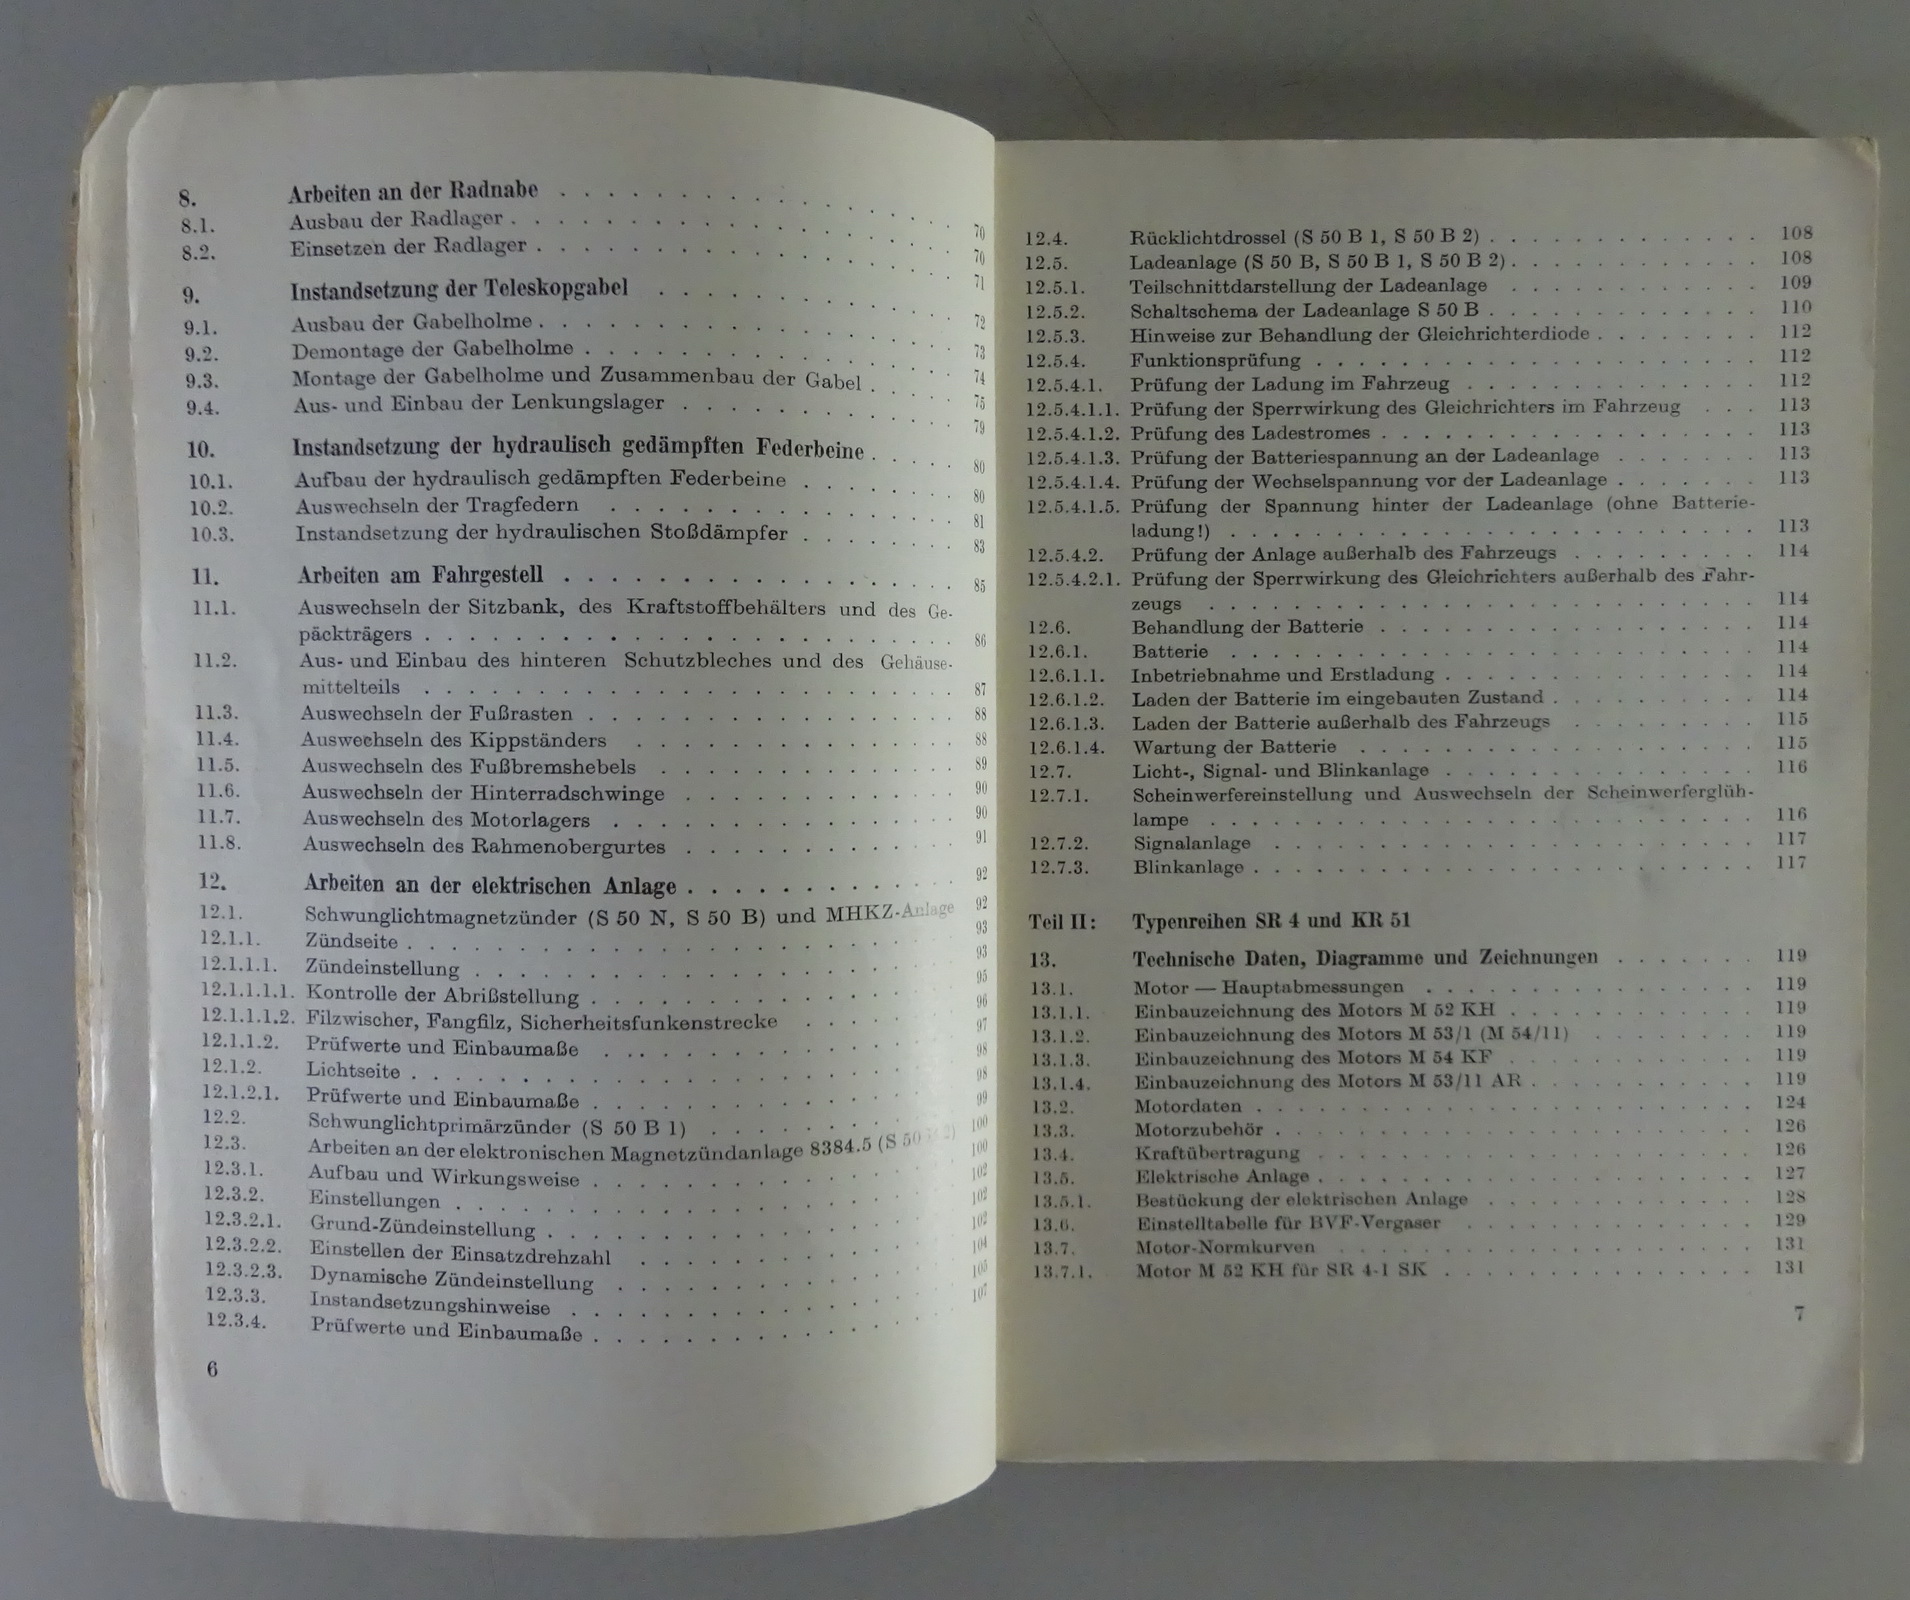 8. Arbeiten an der Radnabe . . . 70
8.1. Ausbau der Radlager . . . 70
8.2. Einsetzen der Radlager . . . 71
9. Instandsetzung der Teleskopgabel . . . 72
9.1. Ausbau der Gabelholme . . . 73
9.2. Demontage der Gabelholme . . . 74
9.3. Montage der Gabelholme und Zusammenbau der Gabel . . . 75
9.4. Aus- und Einbau der Lenkungslager . . . 79
10. Instandsetzung der hydraulisch gedämpften Federbeine . . . 80
10.1. Aufbau der hydraulisch gedämpften Federbeine . . . 80
10.2. Auswechseln der Tragfedern . . . 81
10.3. Instandsetzung der hydraulischen Stoßdämpfer . . . 83
11. Arbeiten am Fahrgestell . . . 85
11.1. Auswechseln der Sitzbank, des Kraftstoffbehälters und des Ge-
päckträgers . . . 86
11.2. Aus- und Einbau des hinteren Schutzbleches und des Gehäuse-
mittelteils . . . 87
11.3. Auswechseln der Fußrasten . . . 88
11.4. Auswechseln des Kippständers . . . 88
11.5. Auswechseln des Fußbremshebels . . . 89
11.6. Auswechseln der Hinterradschwinge . . . 90
11.7. Auswechseln des Motorlagers . . . 90
11.8. Auswechseln des Rahmenobergurtes . . . 91
12. Arbeiten an der elektrischen Anlage . . . 92
12.1. Schwunglichtmagnetzünder (S 50 N, S 50 B) und MHKZ-Anlage 92
12.1.1. Zündseite . . . 93
12.1.1.1. Zündeinstellung . . . 93
12.1.1.1.1. Kontrolle der Abrißstellung . . . 95
12.1.1.1.2. Filzwischer, Fangfilz, Sicherheitsfunkenstrecke . . . 96
12.1.1.2. Prüfwerte und Einbaumaße . . . 97
12.1.2. Lichtseite . . . 98
12.1.2.1. Prüfwerte und Einbaumaße . . . 98
12.2. Schwunglichtprimärzünder (S 50 B 1) . . . 99
12.3. Arbeiten an der elektronischen Magnetzündanlage 8384.5 (S 50 100
12.3.1. Aufbau und Wirkungsweise . . . 100
12.3.2. Einstellungen . . . 102
12.3.2.1. Grund-Zündeinstellung . . . 102
12.3.2.2. Einstellen der Einsatzdrehzahl . . . 102
12.3.2.3. Dynamische Zündeinstellung . . . 104
12.3.3. Instandsetzungshinweise . . . 105
12.3.4. Prüfwerte und Einbaumaße . . . 107
6
12.4. Rücklichtdrossel (S 50 B 1, S 50 B 2) . . . 108
12.5. Ladeanlage (S 50 B, S 50 B 1, S 50 B 2) . . . 108
12.5.1. Teilschnittdarstellung der Ladeanlage . . . 109
12.5.2. Schaltschema der Ladeanlage S 50 B . . . 110
12.5.3. Hinweise zur Behandlung der Gleichrichterdiode . . . 112
12.5.4. Funktionsprüfung . . . 112
12.5.4.1. Prüfung der Ladung im Fahrzeug . . . 112
12.5.4.1.1. Prüfung der Sperrwirkung des Gleichrichters im Fahrzeug . . . 113
12.5.4.1.2. Prüfung des Ladestromes . . . 113
12.5.4.1.3. Prüfung der Batteriespannung an der Ladeanlage . . . 113
12.5.4.1.4. Prüfung der Wechselspannung vor der Ladeanlage . . . 113
12.5.4.1.5. Prüfung der Spannung hinter der Ladeanlage (ohne Batterie-
ladung!) . . . 113
12.5.4.2. Prüfung der Anlage außerhalb des Fahrzeugs . . . 114
12.5.4.2.1. Prüfung der Sperrwirkung des Gleichrichters außerhalb des Fahr-
zeugs . . . 114
12.6. Behandlung der Batterie . . . 114
12.6.1. Batterie . . . 114
12.6.1.1. Inbetriebnahme und Erstladung . . . 114
12.6.1.2. Laden der Batterie im eingebauten Zustand . . . 114
12.6.1.3. Laden der Batterie außerhalb des Fahrzeugs . . . 115
12.6.1.4. Wartung der Batterie . . . 115
12.7. Licht-, Signal- und Blinkanlage . . . 116
12.7.1. Scheinwerfereinstellung und Auswechseln der Scheinwerferglüh-
lampe . . . 116
12.7.2. Signalanlage . . . 117
12.7.3. Blinkanlage . . . 117
Teil II: Typenreihen SR 4 und KR 51
13. Technische Daten, Diagramme und Zeichnungen . . . 119
13.1. Motor — Hauptabmessungen . . . 119
13.1.1. Einbauzeichnung des Motors M 52 KH . . . 119
13.1.2. Einbauzeichnung des Motors M 53/1 (M 54/11) . . . 119
13.1.3. Einbauzeichnung des Motors M 54 KF . . . 119
13.1.4. Einbauzeichnung des Motors M 53/11 AR . . . 119
13.2. Motordaten . . . 124
13.3. Motorzubehör . . . 126
13.4. Kraftübertragung . . . 126
13.5. Elektrische Anlage . . . 127
13.5.1. Bestückung der elektrischen Anlage . . . 128
13.6. Einstelltabelle für BVF-Vergaser . . . 129
13.7. Motor-Normkurven . . . 131
13.7.1. Motor M 52 KH für SR 4-1 SK . . . 131
7